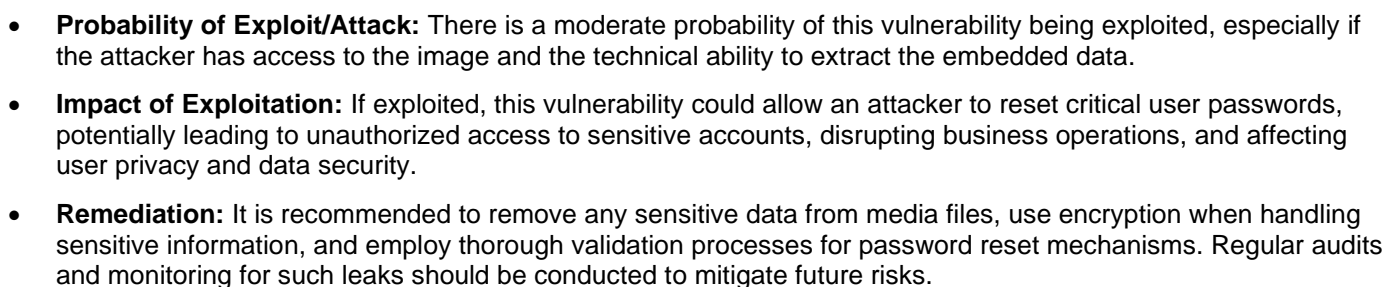 • Probability of Exploit/Attack: There is a moderate probability of this vulnerability being exploited, especially if
the attacker has access to the image and the technical ability to extract the embedded data.
• Impact of Exploitation: If exploited, this vulnerability could allow an attacker to reset critical user passwords,
potentially leading to unauthorized access to sensitive accounts, disrupting business operations, and affecting
user privacy and data security.
• Remediation: It is recommended to remove any sensitive data from media files, use encryption when handling
sensitive information, and employ thorough validation processes for password reset mechanisms. Regular audits
and monitoring for such leaks should be conducted to mitigate future risks.